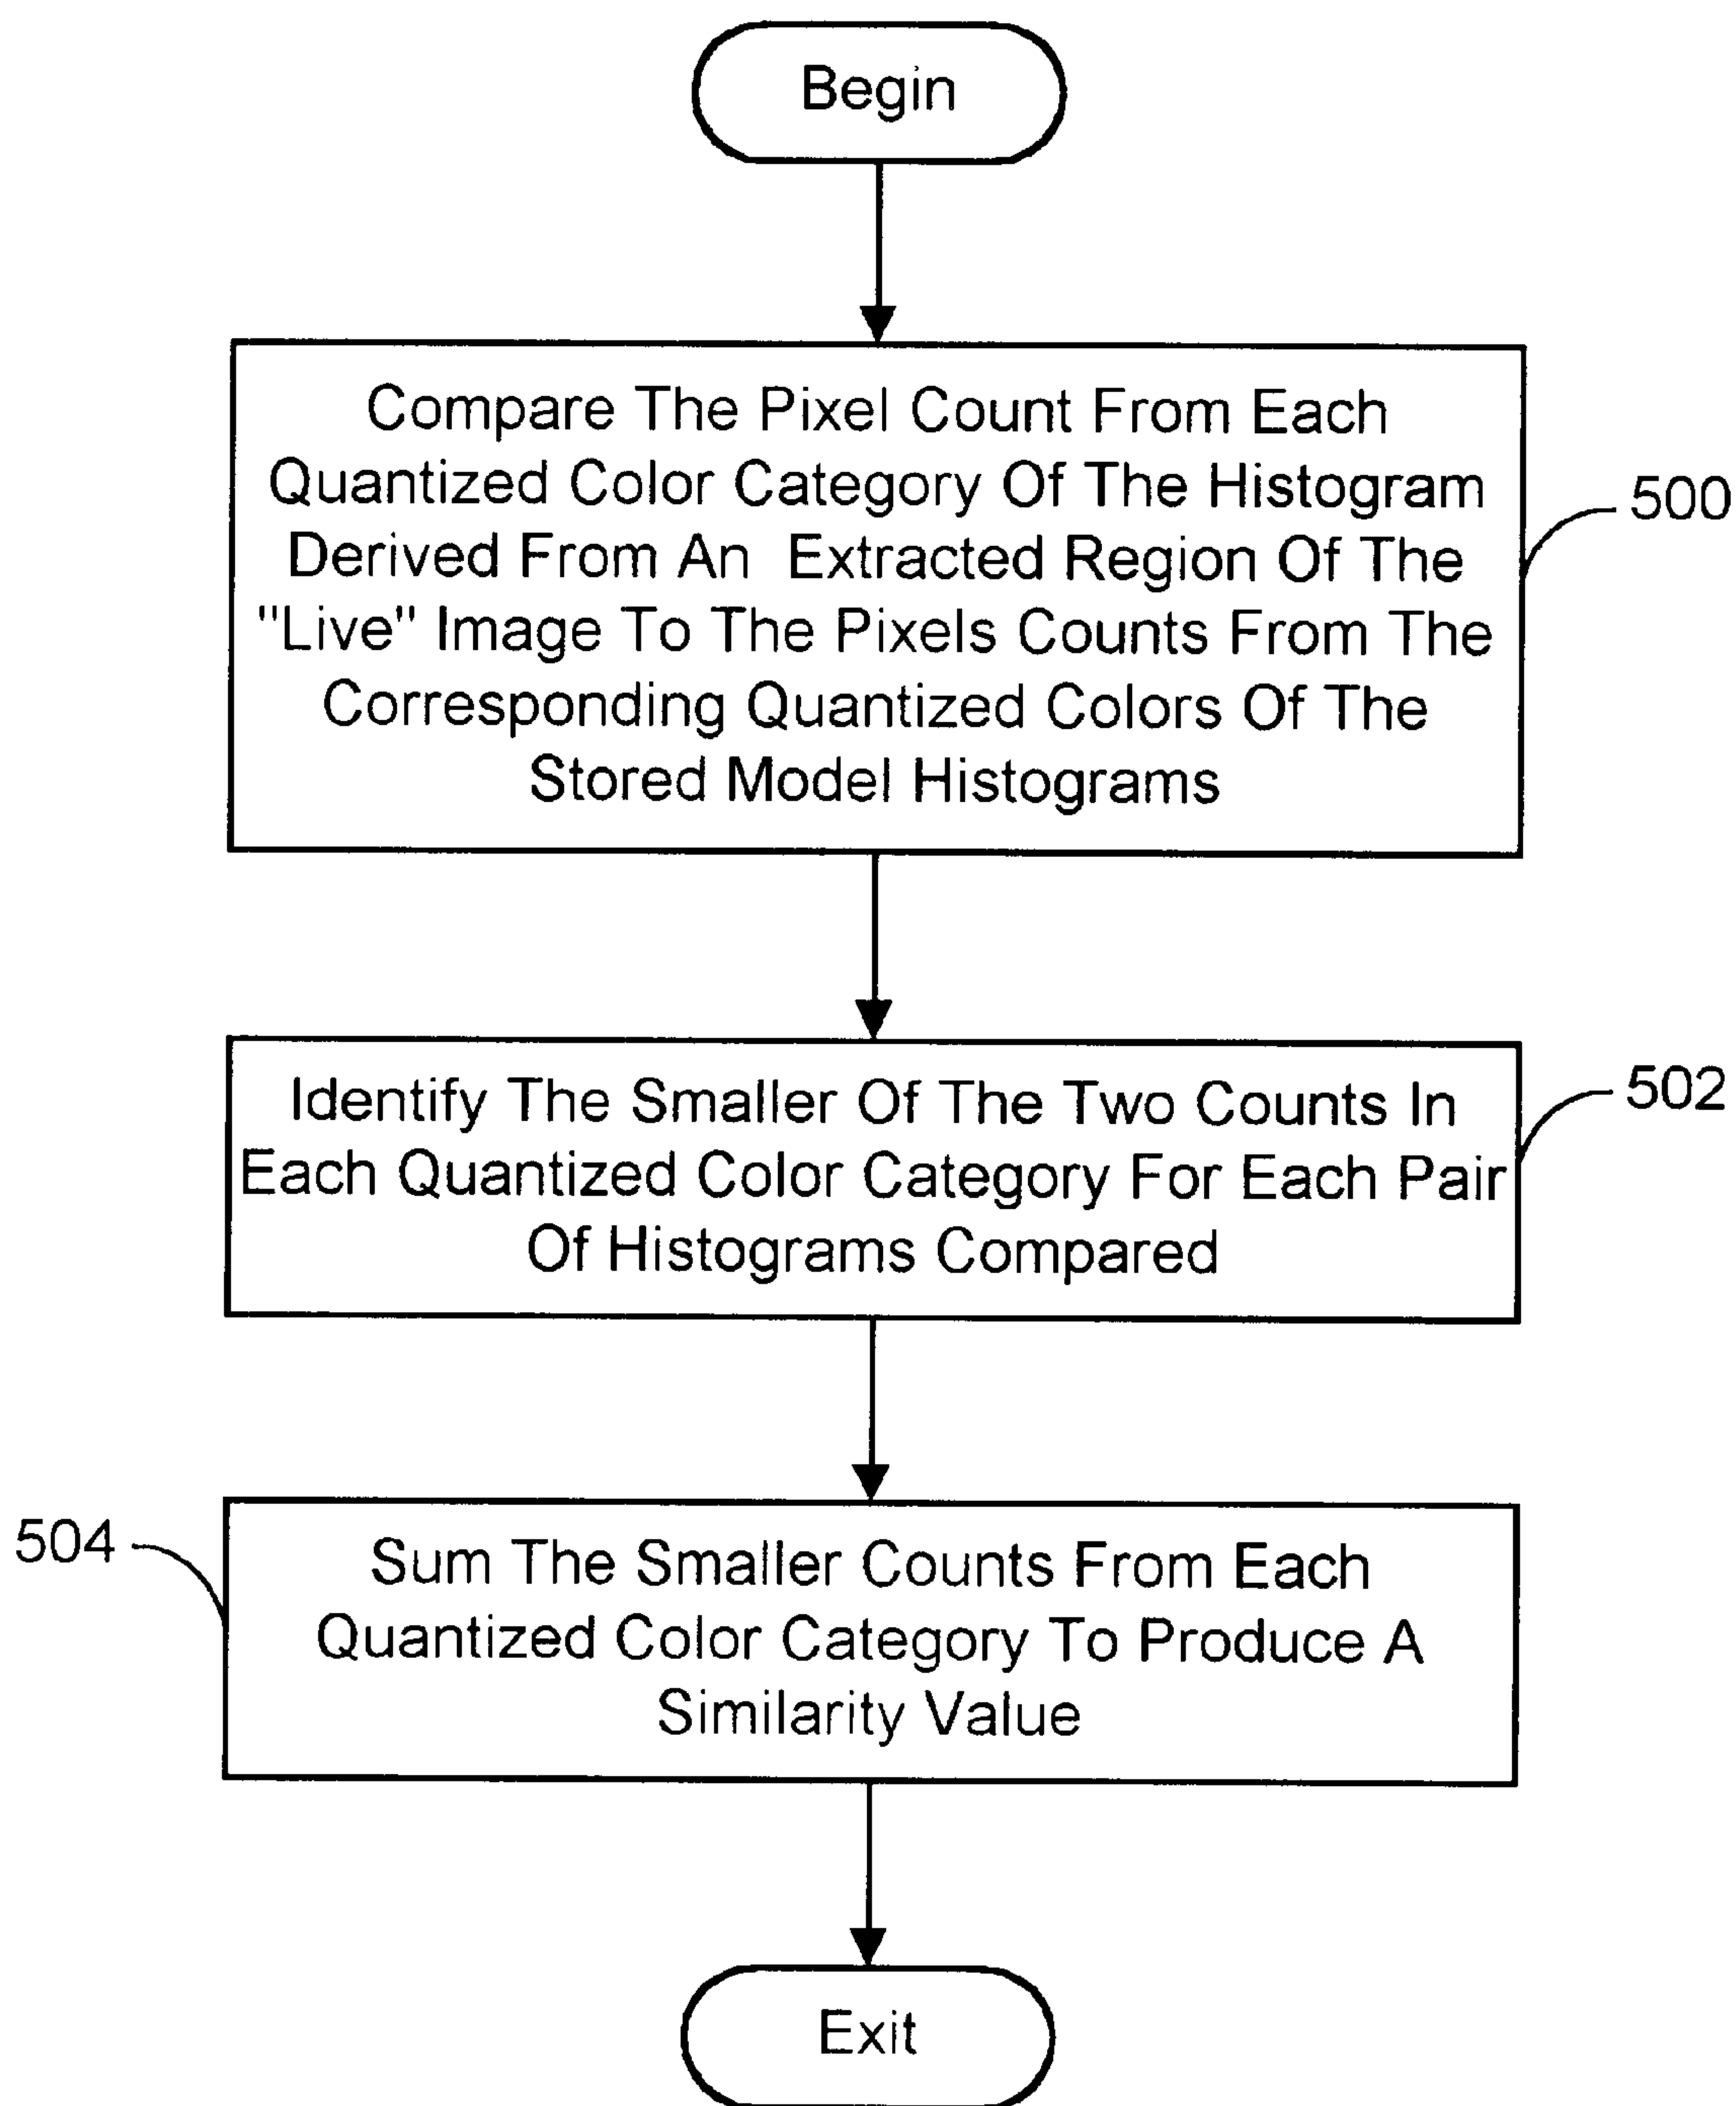 Begin
Compare The Pixel Count From Each
Quantized Color Category Of The Histogram
Derived From An Extracted Region Of The
"Live" Image To The Pixels Counts From The
Corresponding Quantized Colors Of The
Stored Model Histograms
500
Identify The Smaller Of The Two Counts In
Each Quantized Color Category For Each Pair
Of Histograms Compared
502
504
Sum The Smaller Counts From Each
Quantized Color Category To Produce A
Similarity Value
Exit